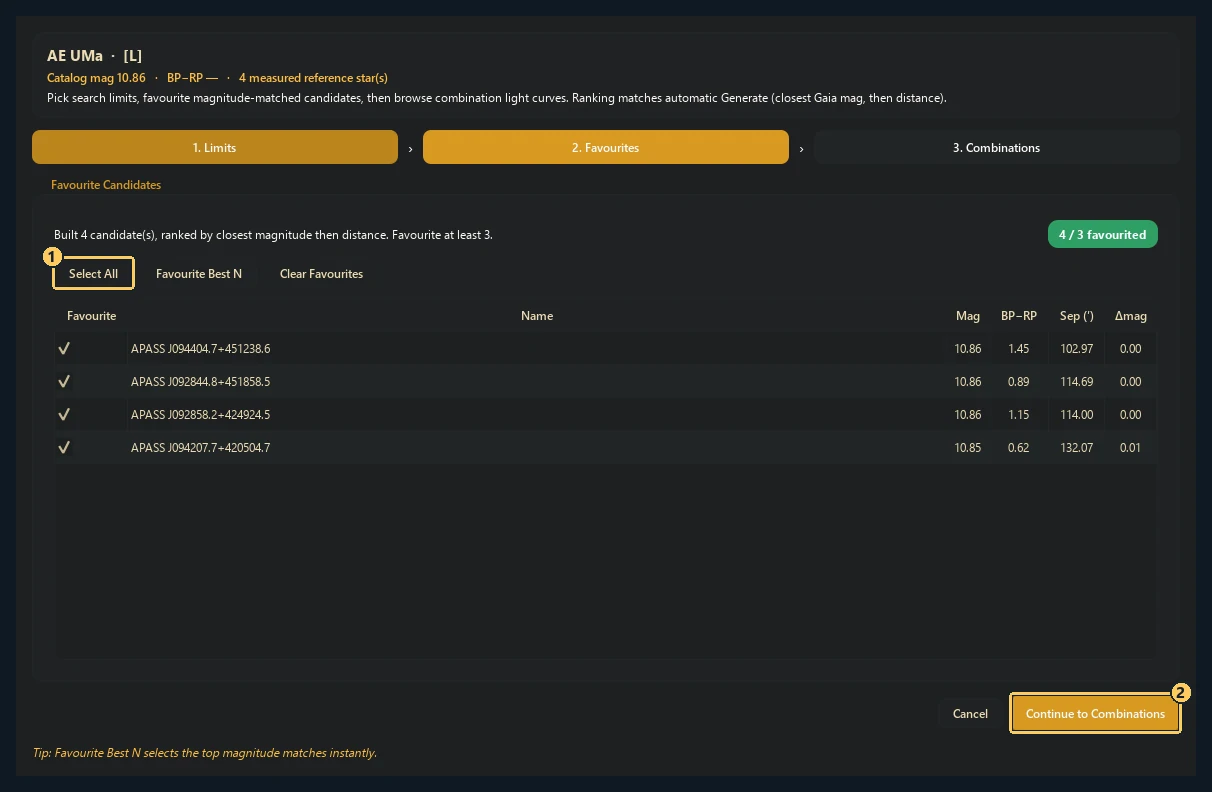 AE UMa · [L]
Catalog mag 10.86 · BP−RP — · 4 measured reference star(s)
Pick search limits, favourite magnitude-matched candidates, then browse combination light curves. Ranking matches automatic Generate (closest Gaia mag, then distance).
1. Limits › 2. Favourites › 3. Combinations
Favourite Candidates
Built 4 candidate(s), ranked by closest magnitude then distance. Favourite at least 3. 4 / 3 favourited
1
Select All Favourite Best N Clear Favourites
Favourite Name Mag BP−RP Sep (′) Δmag
✓ APASS J094404.7+451238.6 10.86 1.45 102.97 0.00
✓ APASS J092844.8+451858.5 10.86 0.89 114.69 0.00
✓ APASS J092858.2+424924.5 10.86 1.15 114.00 0.00
✓ APASS J094207.7+420504.7 10.85 0.62 132.07 0.01
2
Cancel Continue to Combinations
Tip: Favourite Best N selects the top magnitude matches instantly.